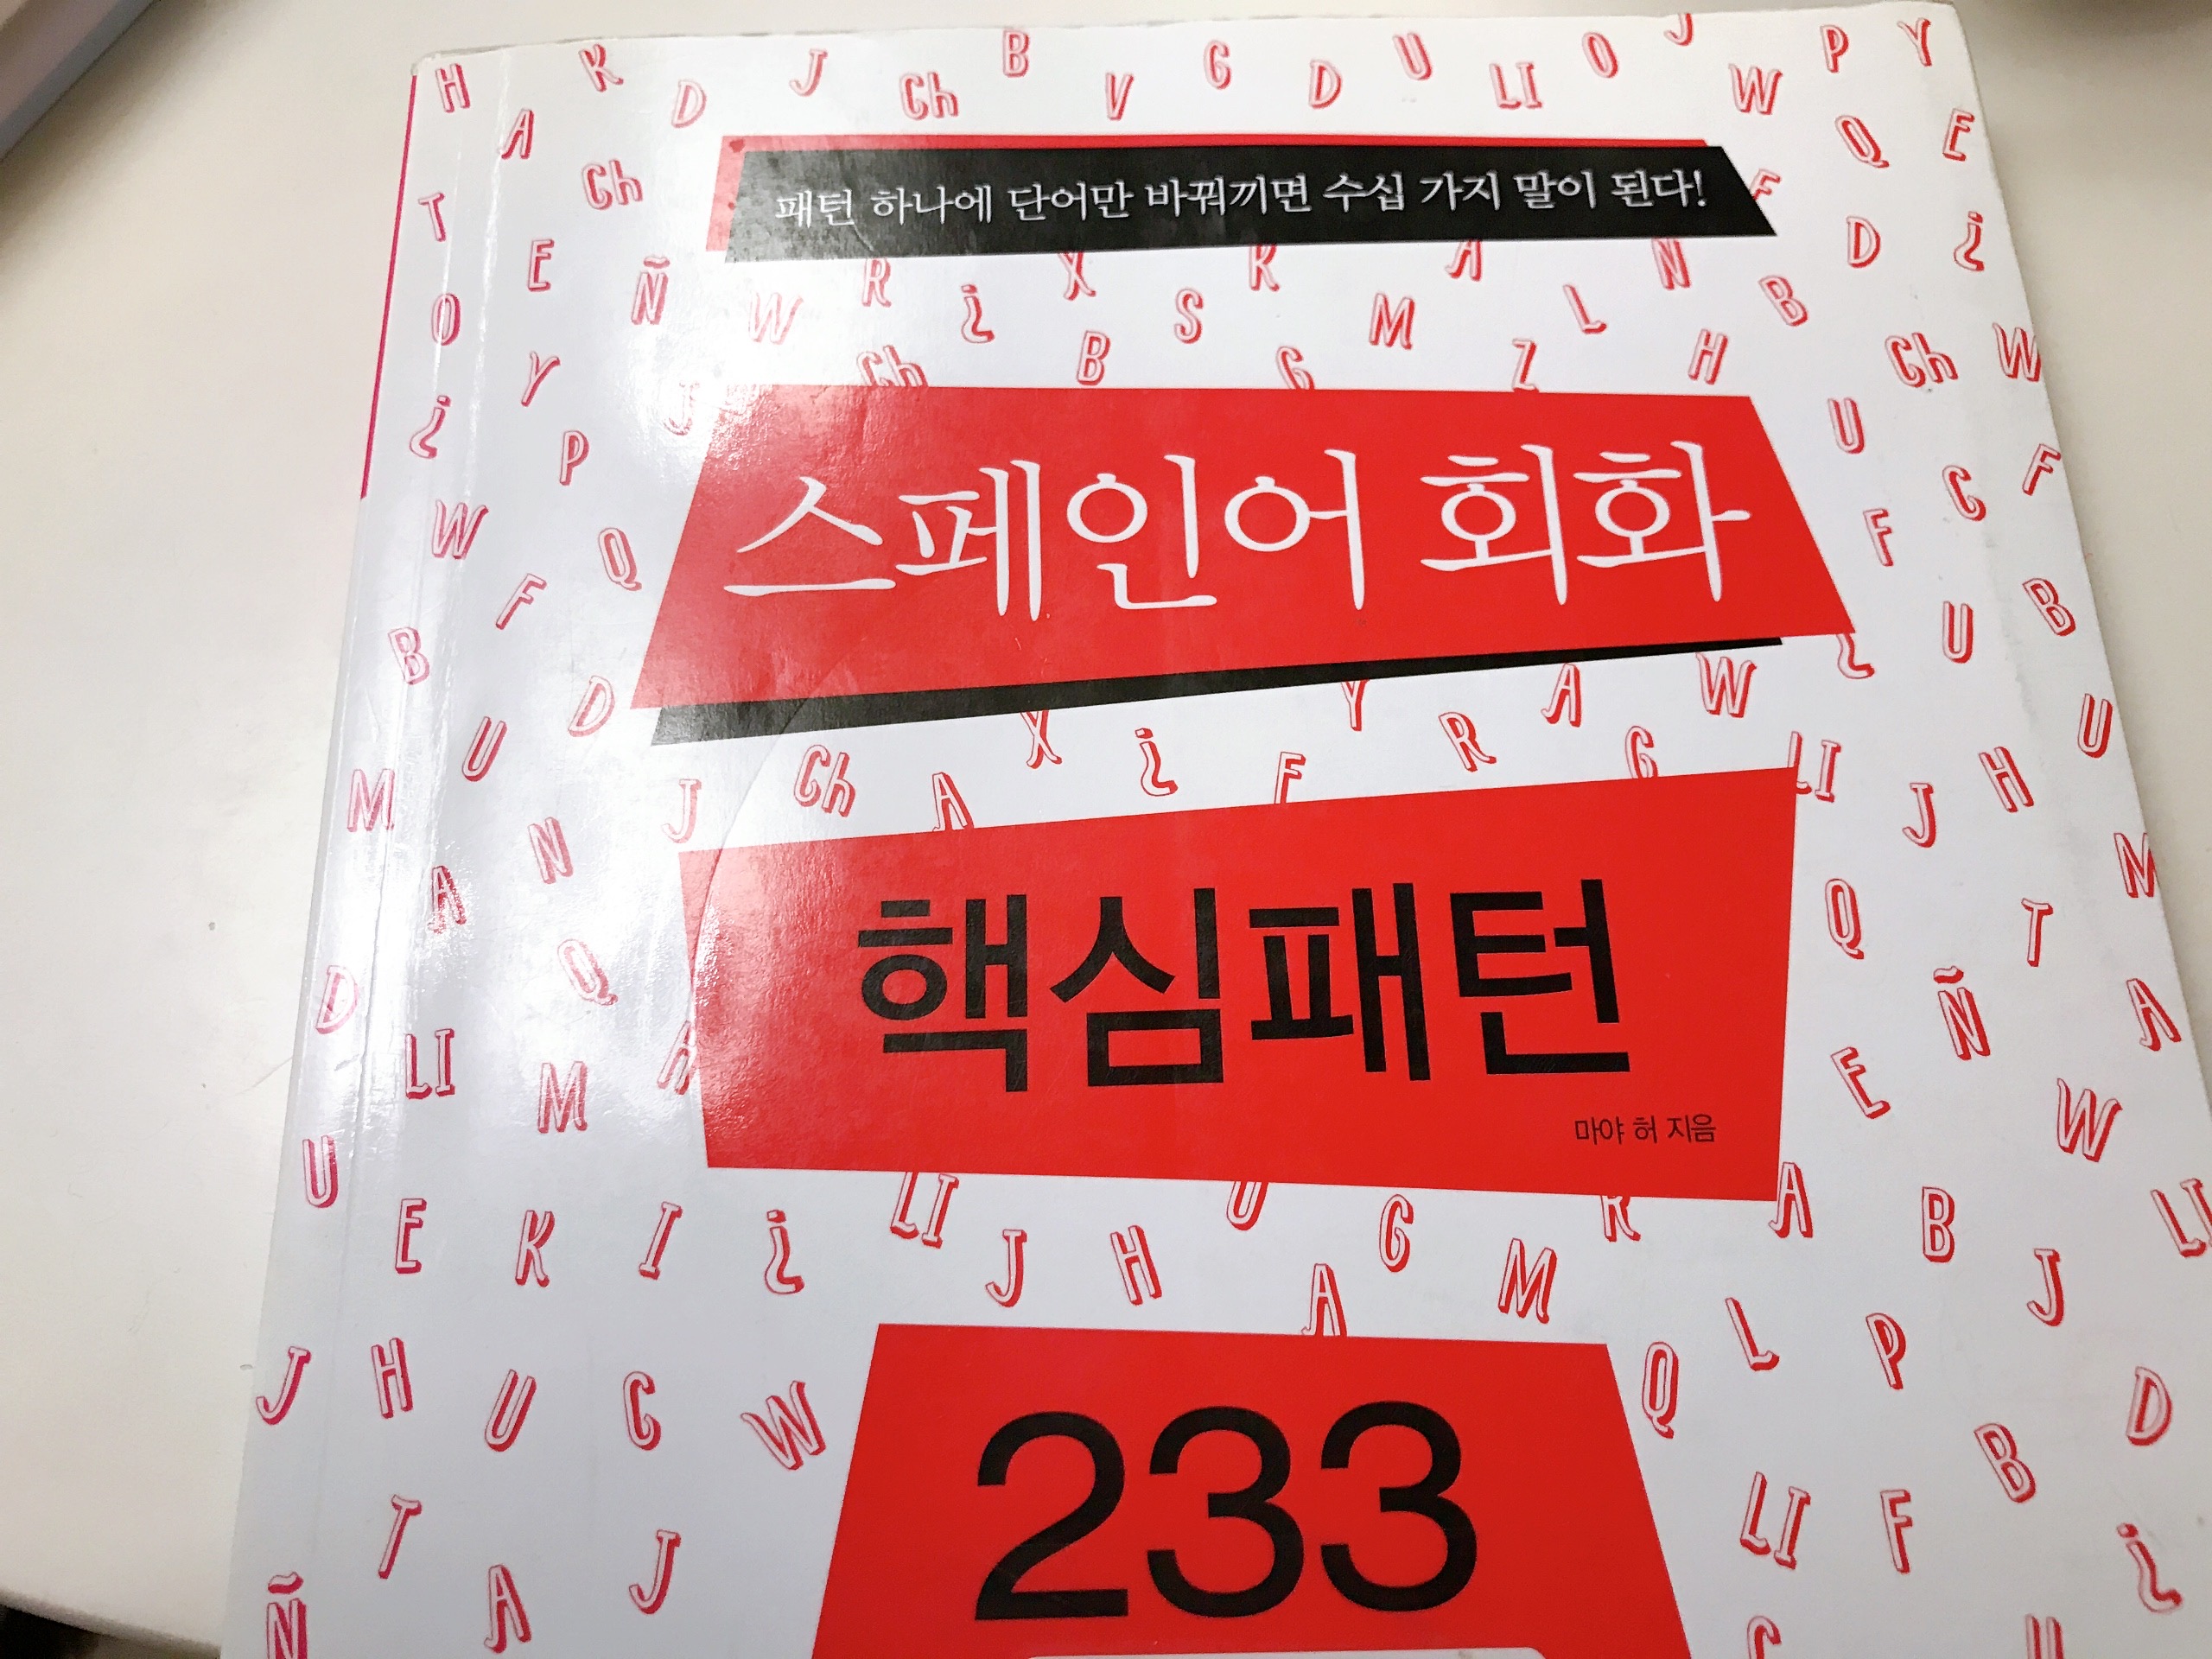 패턴 하나에 단어만 바꿔끼면 수십 가지 말이 된다!
스페인어 회화
핵심패턴
마야 허 지음
233